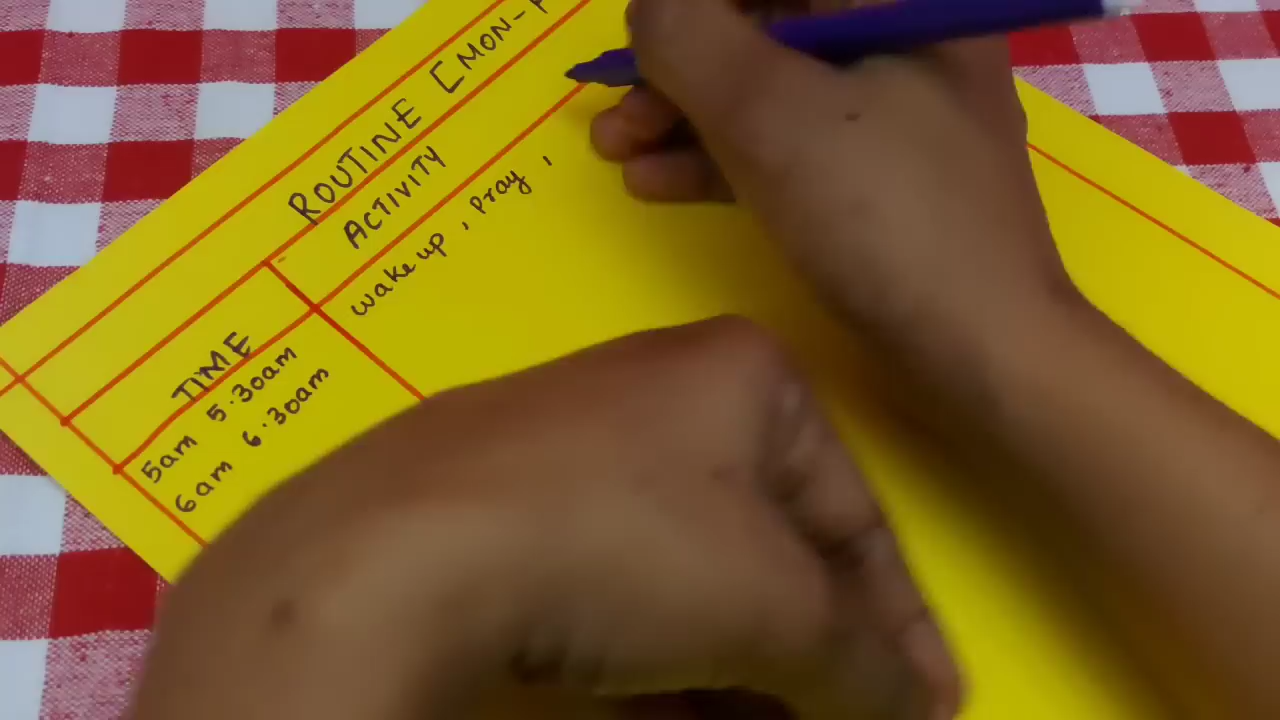 ROUTINE [MON-F
TIME ACTIVITY
5am 5.30am wake up, Pray,
6am 6.30am